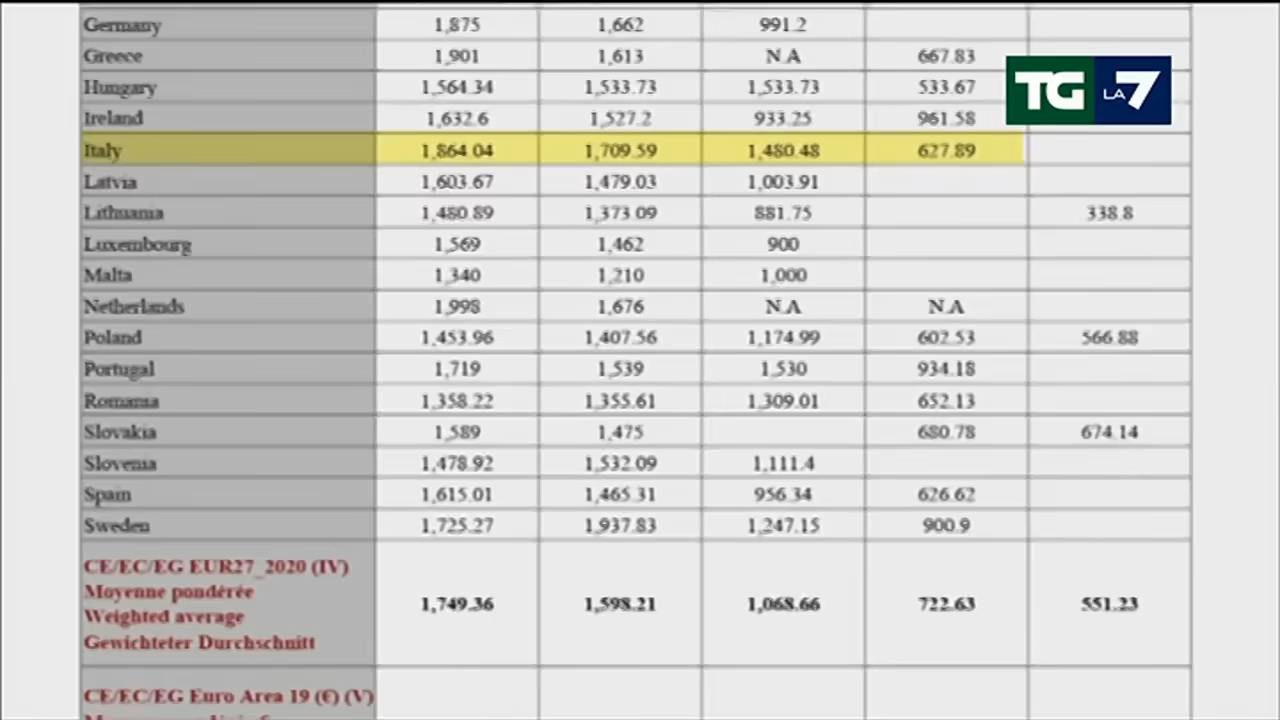 Germany 1,875 1,662 991.2
Greece 1,901 1,613 N.A 667.83
Hungary 1,564.34 1,533.73 1,533.73 533.67
TG LA 7
Ireland 1,632.6 1,527.2 933.25 961.58
Italy 1,864.04 1,709.59 1,480.48 627.89
Latvia 1,603.67 1,479.03 1,003.91
Lithuania 1,480.89 1,373.09 881.75 338.8
Luxembourg 1,569 1,462 900
Malta 1,340 1,210 1,000
Netherlands 1,998 1,676 N.A N.A
Poland 1,453.96 1,407.56 1,174.99 602.53 566.88
Portugal 1,719 1,539 1,530 934.18
Romania 1,358.22 1,355.61 1,309.01 652.13
Slovakia 1,589 1,475 680.78 674.14
Slovenia 1,478.92 1,532.09 1,111.4
Spain 1,615.01 1,465.31 956.34 626.62
Sweden 1,725.27 1,937.83 1,247.15 900.9
CE/EC/EG EUR27_2020 (IV)
Moyenne pondérée
Weighted average
Gewichteter Durchschnitt
1,749.36 1,598.21 1,068.66 722.63 551.23
CE/EC/EG Euro Area 19 (€) (V)